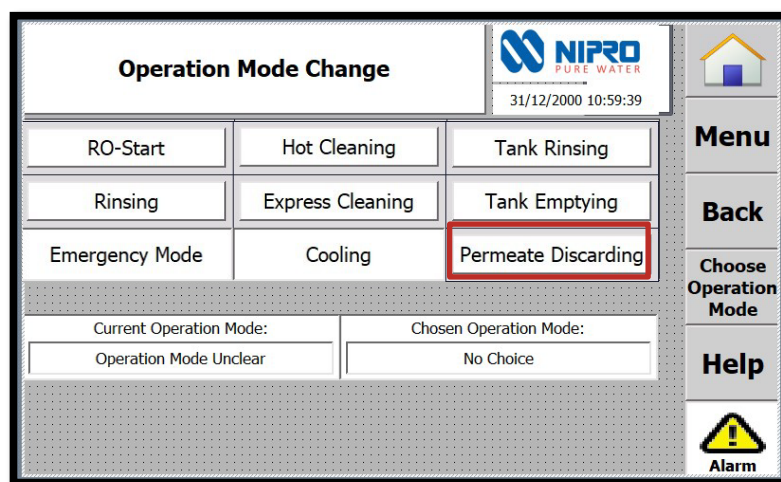 Operation Mode Change
NIPRO
PURE WATER
31/12/2000 10:59:39
RO-Start
Hot Cleaning
Tank Rinsing
Rinsing
Express Cleaning
Tank Emptying
Emergency Mode
Cooling
Permeate Discarding
Current Operation Mode:
Chosen Operation Mode:
Operation Mode Unclear
No Choice
Menu
Back
Choose
Operation
Mode
Help
Alarm